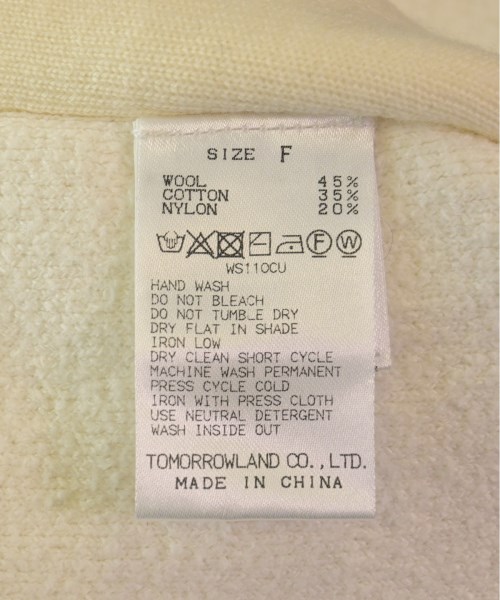 SIZE F
WOOL 45%
COTTON 35%
NYLON 20%
F W
WS110CU
HAND WASH
DO NOT BLEACH
DO NOT TUMBLE DRY
DRY FLAT IN SHADE
IRON LOW
DRY CLEAN SHORT CYCLE
MACHINE WASH PERMANENT
PRESS CYCLE COLD
IRON WITH PRESS CLOTH
USE NEUTRAL DETERGENT
WASH INSIDE OUT
TOMORROWLAND CO.,LTD.
MADE IN CHINA